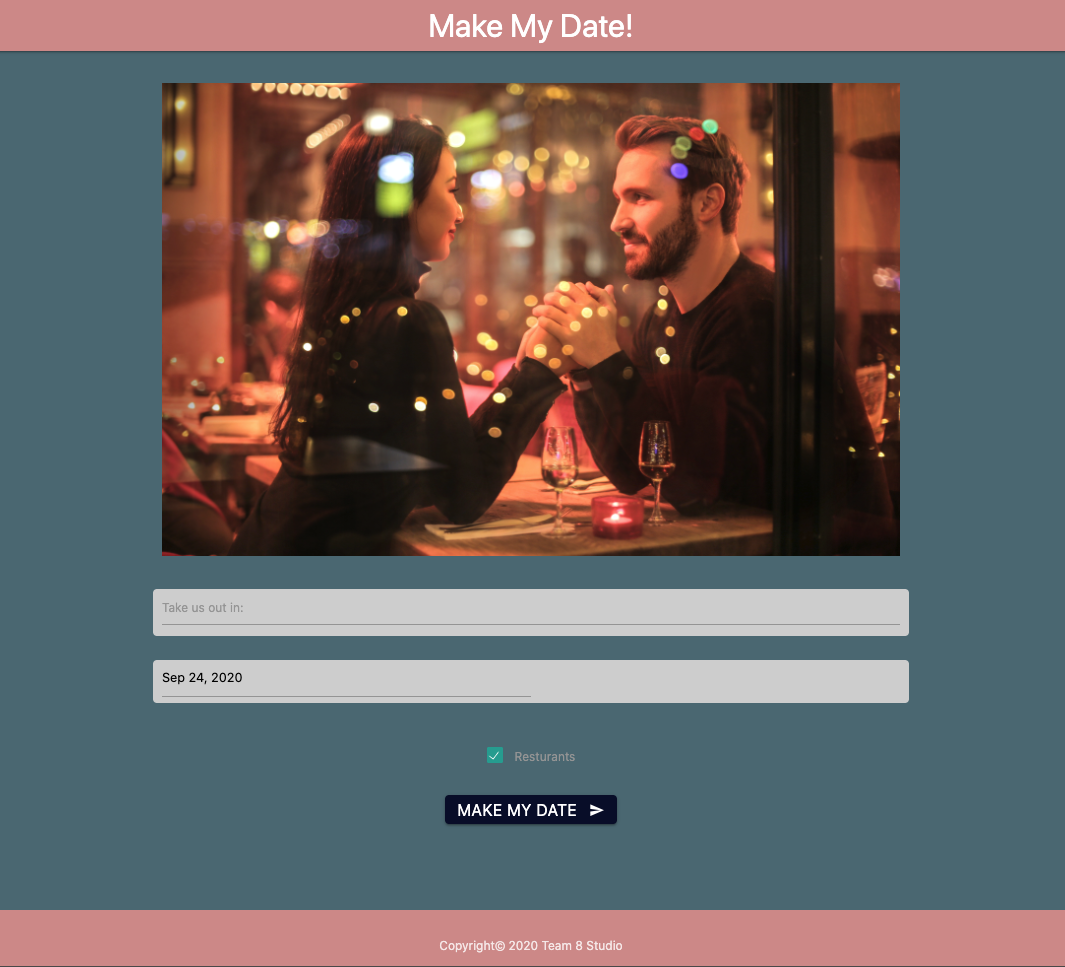 Make My Date!
Take us out in:
Sep 24, 2020
Resturants
MAKE MY DATE
Copyright© 2020 Team 8 Studio